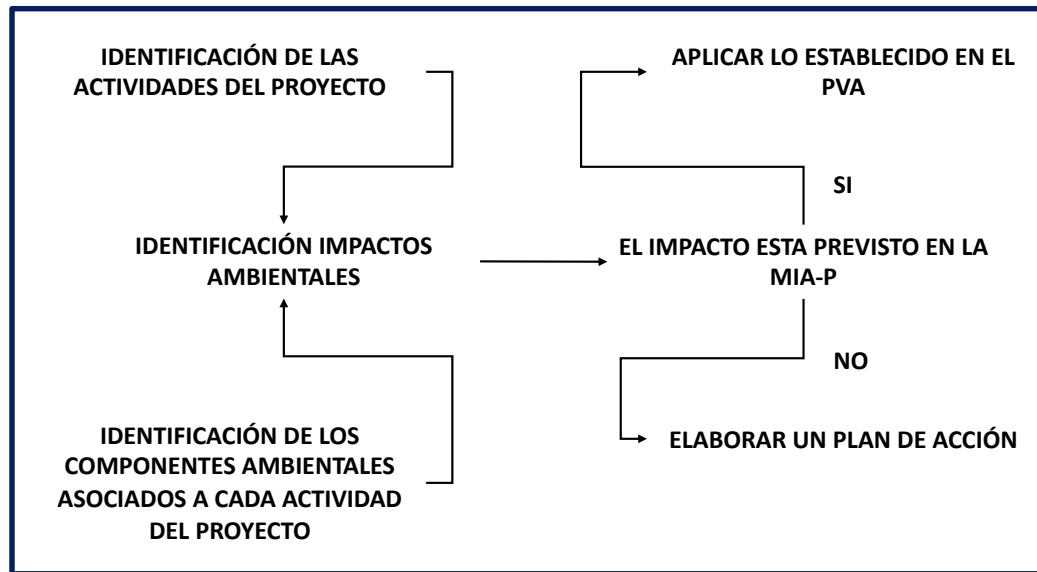 IDENTIFICACIÓN DE LAS
ACTIVIDADES DEL PROYECTO
APLICAR LO ESTABLECIDO EN EL
PVA
SI
IDENTIFICACIÓN IMPACTOS
AMBIENTALES
EL IMPACTO ESTA PREVISTO EN LA
MIA-P
NO
IDENTIFICACIÓN DE LOS
COMPONENTES AMBIENTALES
ASOCIADOS A CADA ACTIVIDAD
DEL PROYECTO
ELABORAR UN PLAN DE ACCIÓN